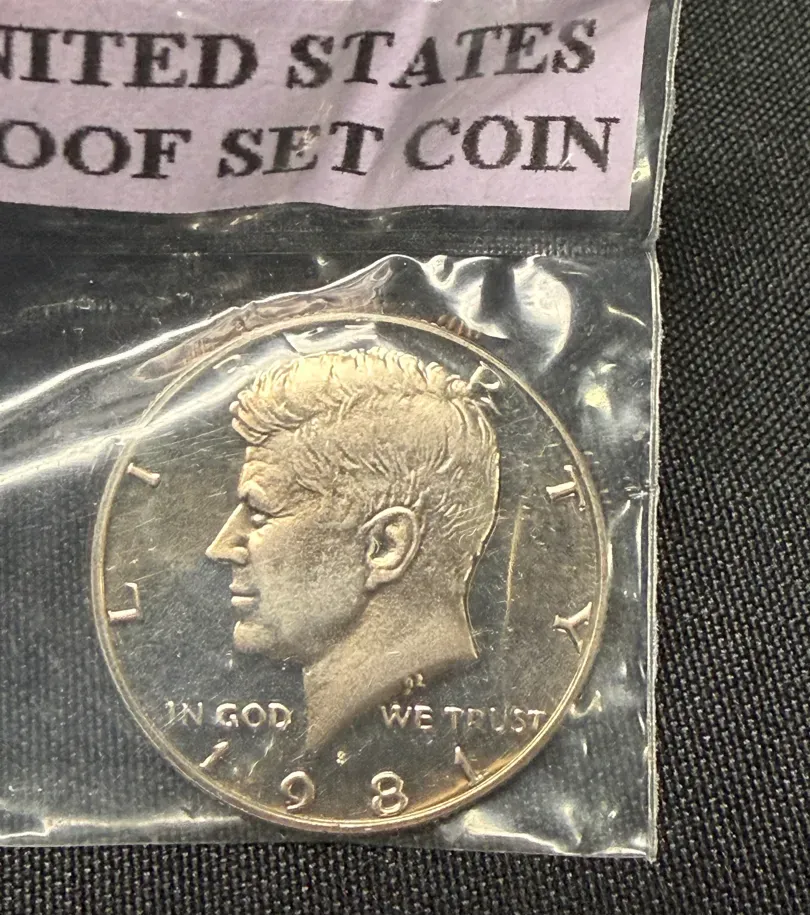 NITED STATES
OOF SET COIN
LIBERTY
IN GOD WE TRUST
1981